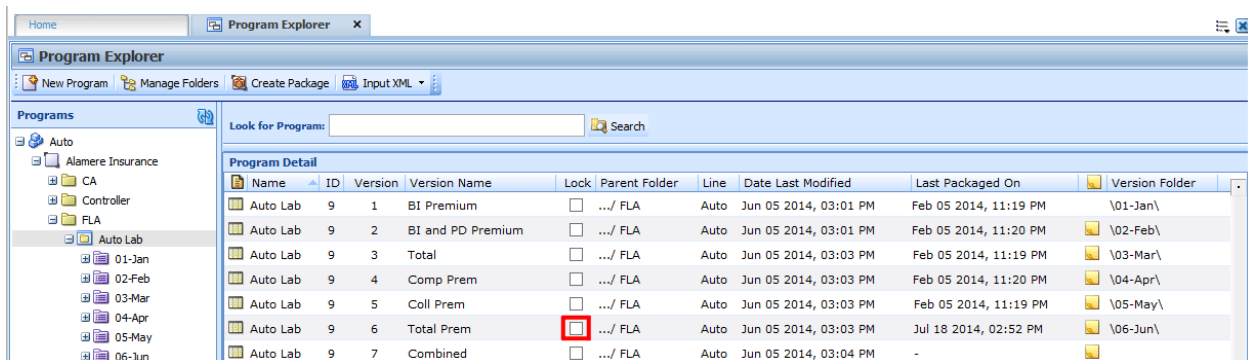 Home Program Explorer x
Program Explorer
New Program Manage Folders Create Package Input XML
Programs
Look for Program: Search
Auto
Alamere Insurance
CA
Controller
FLA
Auto Lab
01-Jan
02-Feb
03-Mar
04-Apr
05-May
06-Jun
Program Detail
Name ID Version Version Name Lock Parent Folder Line Date Last Modified Last Packaged On Version Folder
Auto Lab 9 1 BI Premium .../ FLA Auto Jun 05 2014, 03:01 PM Feb 05 2014, 11:19 PM \01-Jan\
Auto Lab 9 2 BI and PD Premium .../ FLA Auto Jun 05 2014, 03:01 PM Feb 05 2014, 11:20 PM \02-Feb\
Auto Lab 9 3 Total .../ FLA Auto Jun 05 2014, 03:03 PM Feb 05 2014, 11:19 PM \03-Mar\
Auto Lab 9 4 Comp Prem .../ FLA Auto Jun 05 2014, 03:03 PM Feb 05 2014, 11:20 PM \04-Apr\
Auto Lab 9 5 Coll Prem .../ FLA Auto Jun 05 2014, 03:03 PM Feb 05 2014, 11:19 PM \05-May\
Auto Lab 9 6 Total Prem .../ FLA Auto Jun 05 2014, 03:03 PM Jul 18 2014, 02:52 PM \06-Jun\
Auto Lab 9 7 Combined .../ FLA Auto Jun 05 2014, 03:04 PM -